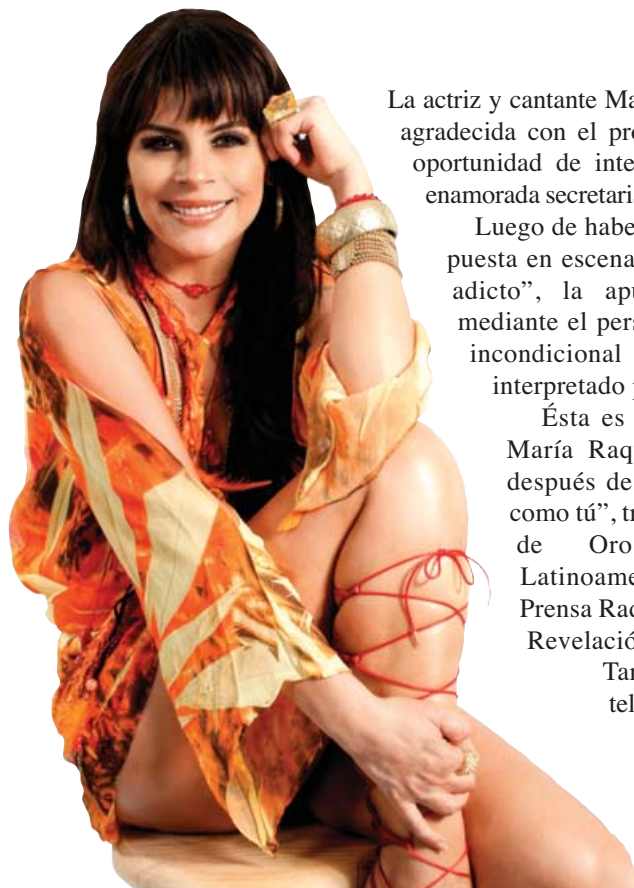 La actriz y cantante Ma
agradecida con el pro
oportunidad de inte
enamorada secretaria
Luego de habe
puesta en escena
adicto”, la apu
mediante el pers
incondicional
interpretado
Ésta es
María Raq
después de
como tú”, tr
de Oro
Latinoame
Prensa Rad
Revelació
Tar
tel